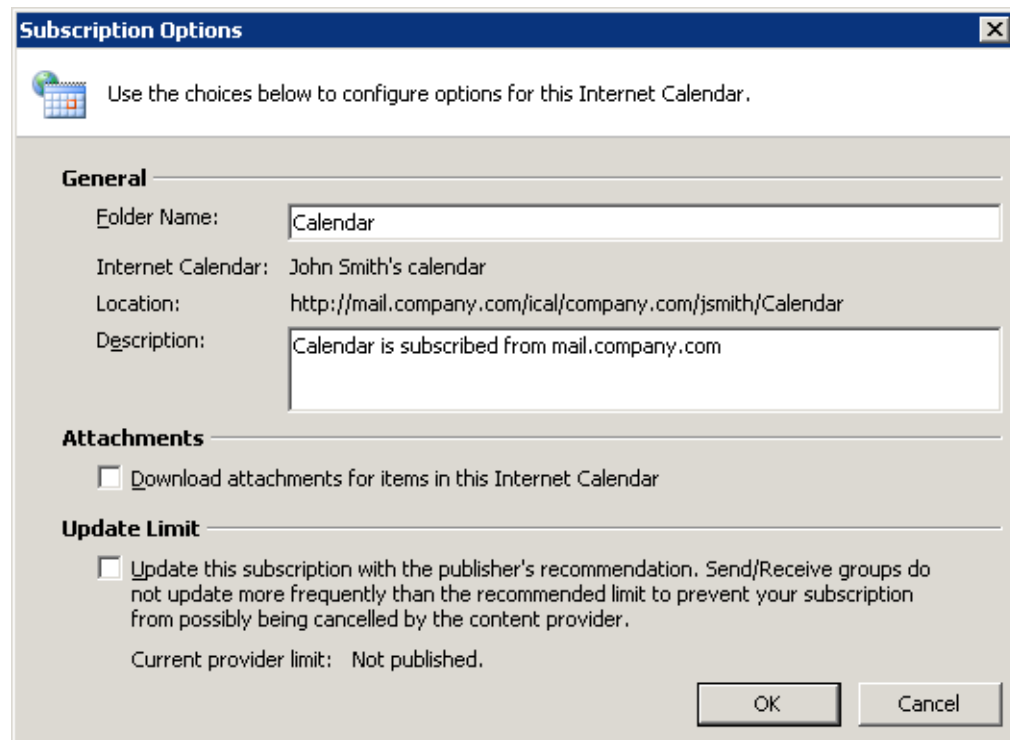 Subscription Options
Use the choices below to configure options for this Internet Calendar.
General
Folder Name: Calendar
Internet Calendar: John Smith's calendar
Location: http://mail.company.com/ical/company.com/jsmith/Calendar
Description: Calendar is subscribed from mail.company.com
Attachments
Download attachments for items in this Internet Calendar
Update Limit
Update this subscription with the publisher's recommendation. Send/Receive groups do
not update more frequently than the recommended limit to prevent your subscription
from possibly being cancelled by the content provider.
Current provider limit: Not published.
OK Cancel